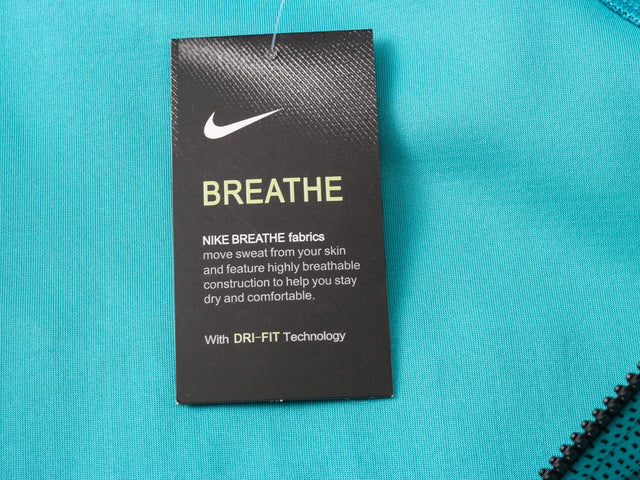 BREATHE
NIKE BREATHE fabrics
move sweat from your skin
and feature highly breathable
construction to help you stay
dry and comfortable.
With DRI-FIT Technology